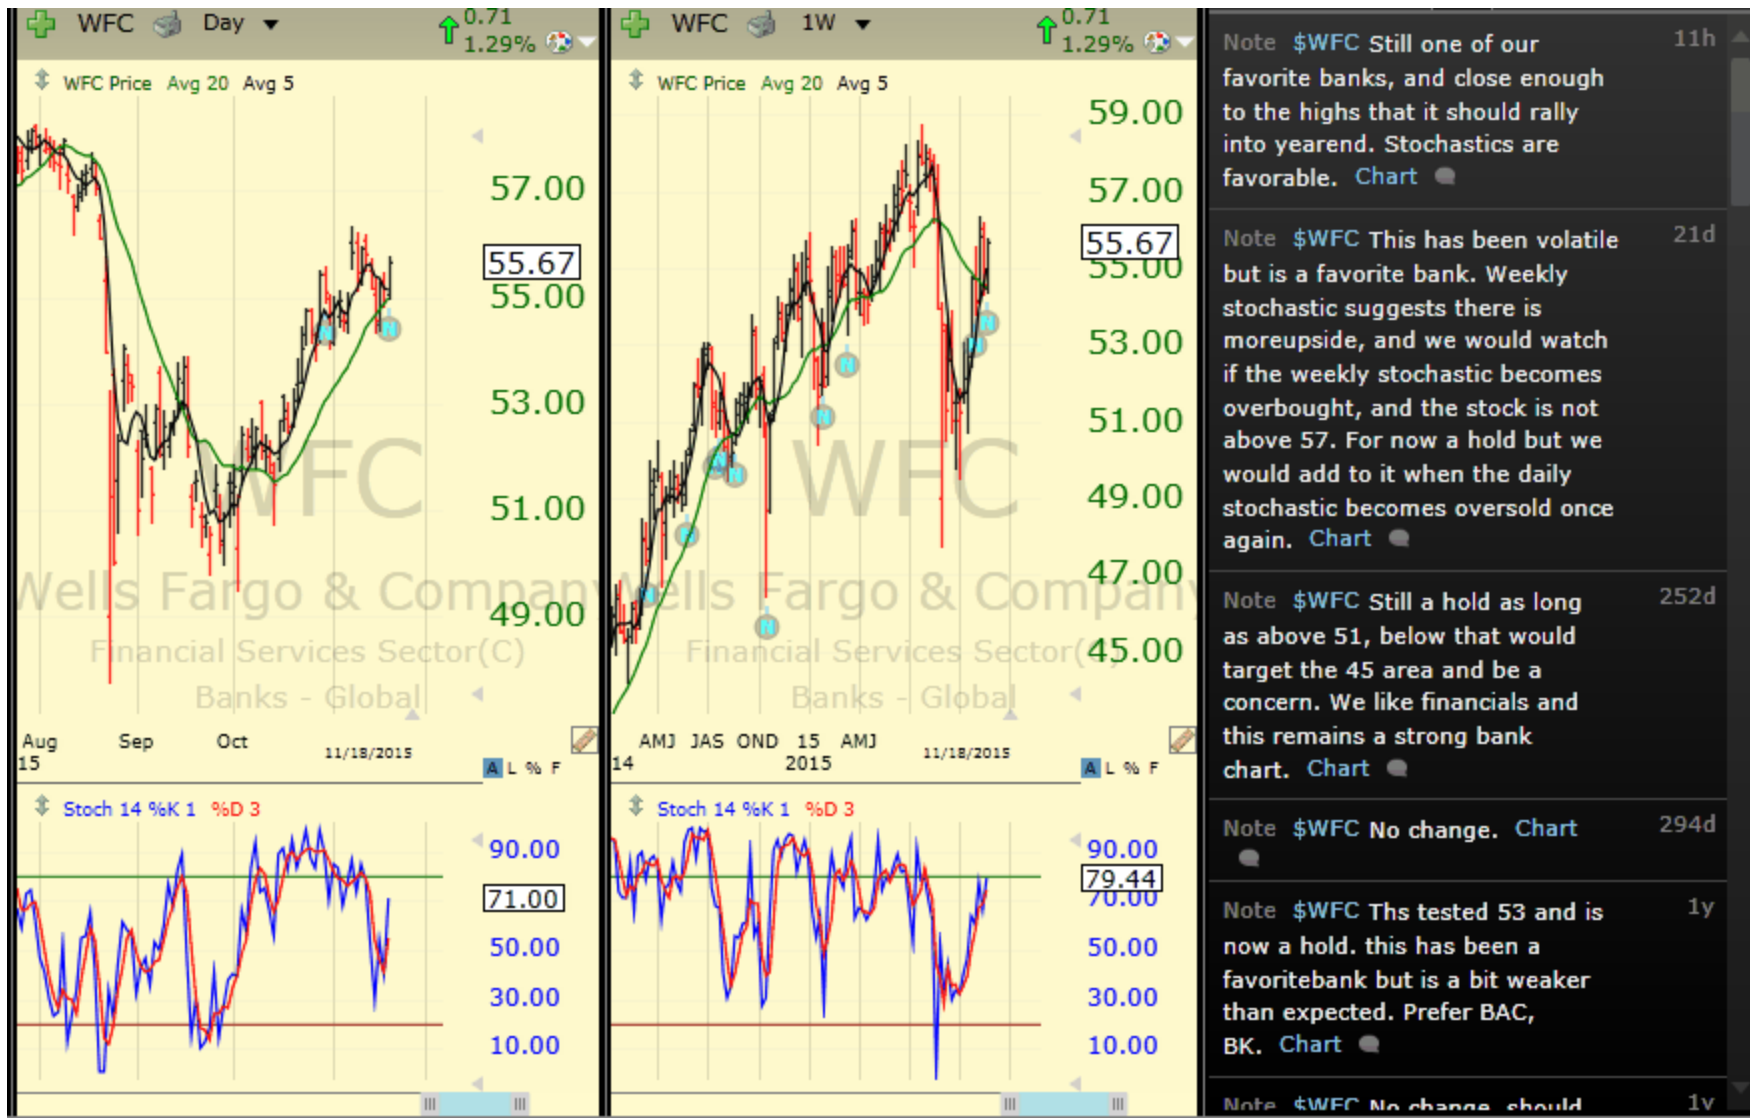 WFC Day 0.71
1.29%
WFC Price Avg 20 Avg 5
57.00
55.67
55.00
53.00
51.00
49.00
WFC
Wells Fargo & Company
Financial Services Sector(C)
Banks - Global
Aug Sep Oct 11/18/2015
15
A L % F
Stoch 14 %K 1 %D 3
90.00
71.00
50.00
30.00
10.00
N N
WFC 1W 0.71
1.29%
WFC Price Avg 20 Avg 5
59.00
57.00
55.67
55.00
53.00
51.00
49.00
47.00
45.00
WFC
Wells Fargo & Company
Financial Services Sector(C)
Banks - Global
AMJ JAS OND 15 AMJ 11/18/2015
14 2015
A L % F
Stoch 14 %K 1 %D 3
90.00
79.44
70.00
50.00
30.00
10.00
N N N N N N N N N
Note $WFC Still one of our 11h
favorite banks, and close enough
to the highs that it should rally
into yearend. Stochastics are
favorable. Chart
Note $WFC This has been volatile 21d
but is a favorite bank. Weekly
stochastic suggests there is
moreupside, and we would watch
if the weekly stochastic becomes
overbought, and the stock is not
above 57. For now a hold but we
would add to it when the daily
stochastic becomes oversold once
again. Chart
Note $WFC Still a hold as long 252d
as above 51, below that would
target the 45 area and be a
concern. We like financials and
this remains a strong bank
chart. Chart
Note $WFC No change. Chart 294d
Note $WFC Ths tested 53 and is 1y
now a hold. this has been a
favoritebank but is a bit weaker
than expected. Prefer BAC,
BK. Chart
Note $WFC No change, should 1y